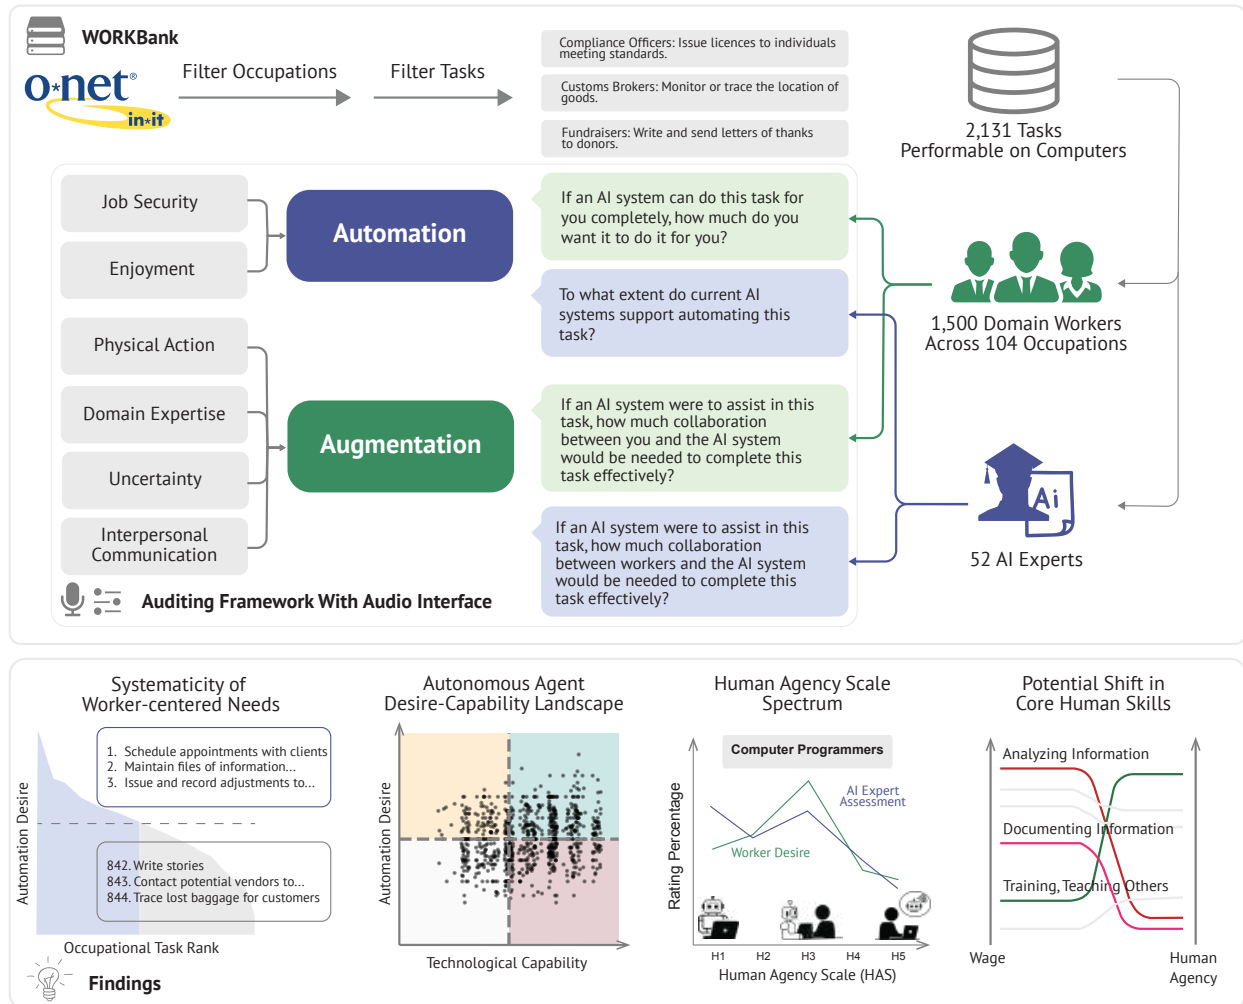 WORKBank
o*net®
in*it
Filter Occupations
Filter Tasks
Compliance Officers: Issue licences to individuals
meeting standards.
Customs Brokers: Monitor or trace the location of
goods.
Fundraisers: Write and send letters of thanks
to donors.
2,131 Tasks
Performable on Computers
Job Security
Enjoyment
Automation
If an AI system can do this task for
you completely, how much do you
want it to do it for you?
To what extent do current AI
systems support automating this
task?
1,500 Domain Workers
Across 104 Occupations
Physical Action
Domain Expertise
Uncertainty
Interpersonal
Communication
Augmentation
If an AI system were to assist in this
task, how much collaboration
between you and the AI system
would be needed to complete this
task effectively?
If an AI system were to assist in this
task, how much collaboration
between workers and the AI system
would be needed to complete this
task effectively?
Ai
52 AI Experts
Auditing Framework With Audio Interface
Systematicity of
Worker-centered Needs
Automation Desire
1. Schedule appointments with clients
2. Maintain files of information...
3. Issue and record adjustments to...
842. Write stories
843. Contact potential vendors to...
844. Trace lost baggage for customers
Occupational Task Rank
Autonomous Agent
Desire-Capability Landscape
Automation Desire
Technological Capability
Human Agency Scale
Spectrum
Computer Programmers
Rating Percentage
AI Expert
Assessment
Worker Desire
H1 H2 H3 H4 H5
Human Agency Scale (HAS)
Potential Shift in
Core Human Skills
Analyzing Information
Documenting Information
Training, Teaching Others
Wage
Human
Agency
Findings